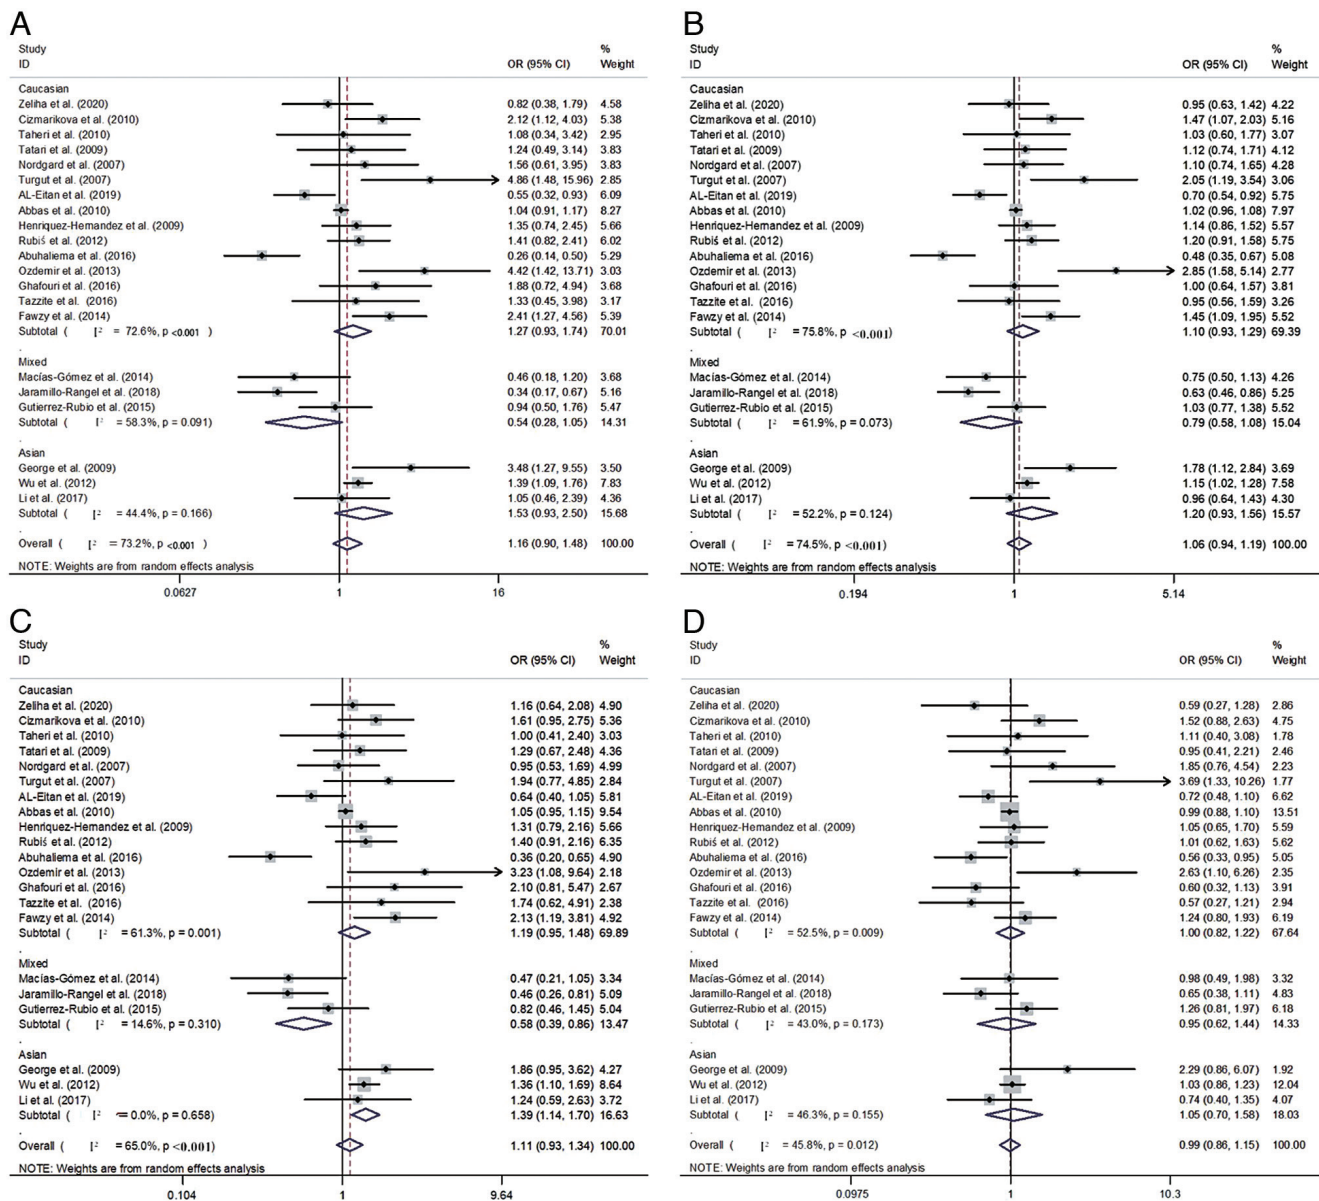 A
Study %
ID OR (95% CI) Weight
Caucasian
Zeliha et al. (2020) 0.82 (0.38, 1.79) 4.58
Cizmarikova et al. (2010) 2.12 (1.12, 4.03) 5.38
Taheri et al. (2010) 1.08 (0.34, 3.42) 2.95
Tatari et al. (2009) 1.24 (0.49, 3.14) 3.83
Nordgard et al. (2007) 1.56 (0.61, 3.95) 3.83
Turgut et al. (2007) 4.86 (1.48, 15.96) 2.85
AL-Eitan et al. (2019) 0.55 (0.32, 0.93) 6.09
Abbas et al. (2010) 1.04 (0.91, 1.17) 8.27
Henriquez-Hernandez et al. (2009) 1.35 (0.74, 2.45) 5.66
Rubiś et al. (2012) 1.41 (0.82, 2.41) 6.02
Abuhaliema et al. (2016) 0.26 (0.14, 0.50) 5.29
Ozdemir et al. (2013) 4.42 (1.42, 13.71) 3.03
Ghafouri et al. (2016) 1.88 (0.72, 4.94) 3.68
Tazzite et al. (2016) 1.33 (0.45, 3.98) 3.17
Fawzy et al. (2014) 2.41 (1.27, 4.56) 5.39
Subtotal ( I² = 72.6%, p <0.001 ) 1.27 (0.93, 1.74) 70.01
.
Mixed
Macías-Gómez et al. (2014) 0.46 (0.18, 1.20) 3.68
Jaramillo-Rangel et al. (2018) 0.34 (0.17, 0.67) 5.16
Gutierrez-Rubio et al. (2015) 0.94 (0.50, 1.76) 5.47
Subtotal ( I² = 58.3%, p = 0.091) 0.54 (0.28, 1.05) 14.31
.
Asian
George et al. (2009) 3.48 (1.27, 9.55) 3.50
Wu et al. (2012) 1.39 (1.09, 1.76) 7.83
Li et al. (2017) 1.05 (0.46, 2.39) 4.36
Subtotal ( I² = 44.4%, p = 0.166) 1.53 (0.93, 2.50) 15.68
.
Overall ( I² = 73.2%, p <0.001 ) 1.16 (0.90, 1.48) 100.00
NOTE: Weights are from random effects analysis
0.0627 1 16
B
Study %
ID OR (95% CI) Weight
Caucasian
Zeliha et al. (2020) 0.95 (0.63, 1.42) 4.22
Cizmarikova et al. (2010) 1.47 (1.07, 2.03) 5.16
Taheri et al. (2010) 1.03 (0.60, 1.77) 3.07
Tatari et al. (2009) 1.12 (0.74, 1.71) 4.12
Nordgard et al. (2007) 1.10 (0.74, 1.65) 4.28
Turgut et al. (2007) 2.05 (1.19, 3.54) 3.06
AL-Eitan et al. (2019) 0.70 (0.54, 0.92) 5.75
Abbas et al. (2010) 1.02 (0.96, 1.08) 7.97
Henriquez-Hernandez et al. (2009) 1.14 (0.86, 1.52) 5.57
Rubiś et al. (2012) 1.20 (0.91, 1.58) 5.75
Abuhaliema et al. (2016) 0.48 (0.35, 0.67) 5.08
Ozdemir et al. (2013) 2.85 (1.58, 5.14) 2.77
Ghafouri et al. (2016) 1.00 (0.64, 1.57) 3.81
Tazzite et al. (2016) 0.95 (0.56, 1.59) 3.26
Fawzy et al. (2014) 1.45 (1.09, 1.95) 5.52
Subtotal ( I² = 75.8%, p <0.001) 1.10 (0.93, 1.29) 69.39
.
Mixed
Macías-Gómez et al. (2014) 0.75 (0.50, 1.13) 4.26
Jaramillo-Rangel et al. (2018) 0.63 (0.46, 0.86) 5.25
Gutierrez-Rubio et al. (2015) 1.03 (0.77, 1.38) 5.52
Subtotal ( I² = 61.9%, p = 0.073) 0.79 (0.58, 1.08) 15.04
.
Asian
George et al. (2009) 1.78 (1.12, 2.84) 3.69
Wu et al. (2012) 1.15 (1.02, 1.28) 7.58
Li et al. (2017) 0.96 (0.64, 1.43) 4.30
Subtotal ( I² = 52.2%, p = 0.124) 1.20 (0.93, 1.56) 15.57
.
Overall ( I² = 74.5%, p <0.001) 1.06 (0.94, 1.19) 100.00
NOTE: Weights are from random effects analysis
0.194 1 5.14
C
Study %
ID OR (95% CI) Weight
Caucasian
Zeliha et al. (2020) 1.16 (0.64, 2.08) 4.90
Cizmarikova et al. (2010) 1.61 (0.95, 2.75) 5.36
Taheri et al. (2010) 1.00 (0.41, 2.40) 3.03
Tatari et al. (2009) 1.29 (0.67, 2.48) 4.36
Nordgard et al. (2007) 0.95 (0.53, 1.69) 4.99
Turgut et al. (2007) 1.94 (0.77, 4.85) 2.84
AL-Eitan et al. (2019) 0.64 (0.40, 1.05) 5.81
Abbas et al. (2010) 1.05 (0.95, 1.15) 9.54
Henriquez-Hernandez et al. (2009) 1.31 (0.79, 2.16) 5.66
Rubiś et al. (2012) 1.40 (0.91, 2.16) 6.35
Abuhaliema et al. (2016) 0.36 (0.20, 0.65) 4.90
Ozdemir et al. (2013) 3.23 (1.08, 9.64) 2.18
Ghafouri et al. (2016) 2.10 (0.81, 5.47) 2.67
Tazzite et al. (2016) 1.74 (0.62, 4.91) 2.38
Fawzy et al. (2014) 2.13 (1.19, 3.81) 4.92
Subtotal ( I² = 61.3%, p = 0.001) 1.19 (0.95, 1.48) 69.89
.
Mixed
Macías-Gómez et al. (2014) 0.47 (0.21, 1.05) 3.34
Jaramillo-Rangel et al. (2018) 0.46 (0.26, 0.81) 5.09
Gutierrez-Rubio et al. (2015) 0.82 (0.46, 1.45) 5.04
Subtotal ( I² = 14.6%, p = 0.310) 0.58 (0.39, 0.86) 13.47
.
Asian
George et al. (2009) 1.86 (0.95, 3.62) 4.27
Wu et al. (2012) 1.36 (1.10, 1.69) 8.64
Li et al. (2017) 1.24 (0.59, 2.63) 3.72
Subtotal ( I² = 0.0%, p = 0.658) 1.39 (1.14, 1.70) 16.63
.
Overall ( I² = 65.0%, p <0.001) 1.11 (0.93, 1.34) 100.00
NOTE: Weights are from random effects analysis
0.104 1 9.64
D
Study %
ID OR (95% CI) Weight
Caucasian
Zeliha et al. (2020) 0.59 (0.27, 1.28) 2.86
Cizmarikova et al. (2010) 1.52 (0.88, 2.63) 4.75
Taheri et al. (2010) 1.11 (0.40, 3.08) 1.78
Tatari et al. (2009) 0.95 (0.41, 2.21) 2.46
Nordgard et al. (2007) 1.85 (0.76, 4.54) 2.23
Turgut et al. (2007) 3.69 (1.33, 10.26) 1.77
AL-Eitan et al. (2019) 0.72 (0.48, 1.10) 6.62
Abbas et al. (2010) 0.99 (0.88, 1.10) 13.51
Henriquez-Hernandez et al. (2009) 1.05 (0.65, 1.70) 5.59
Rubiś et al. (2012) 1.01 (0.62, 1.63) 5.62
Abuhaliema et al. (2016) 0.56 (0.33, 0.95) 5.05
Ozdemir et al. (2013) 2.63 (1.10, 6.26) 2.35
Ghafouri et al. (2016) 0.60 (0.32, 1.13) 3.91
Tazzite et al. (2016) 0.57 (0.27, 1.21) 2.94
Fawzy et al. (2014) 1.24 (0.80, 1.93) 6.19
Subtotal ( I² = 52.5%, p = 0.009) 1.00 (0.82, 1.22) 67.64
.
Mixed
Macías-Gómez et al. (2014) 0.98 (0.49, 1.98) 3.32
Jaramillo-Rangel et al. (2018) 0.65 (0.38, 1.11) 4.83
Gutierrez-Rubio et al. (2015) 1.26 (0.81, 1.97) 6.18
Subtotal ( I² = 43.0%, p = 0.173) 0.95 (0.62, 1.44) 14.33
.
Asian
George et al. (2009) 2.29 (0.86, 6.07) 1.92
Wu et al. (2012) 1.03 (0.86, 1.23) 12.04
Li et al. (2017) 0.74 (0.40, 1.35) 4.07
Subtotal ( I² = 46.3%, p = 0.155) 1.05 (0.70, 1.58) 18.03
.
Overall ( I² = 45.8%, p = 0.012) 0.99 (0.86, 1.15) 100.00
NOTE: Weights are from random effects analysis
0.0975 1 10.3